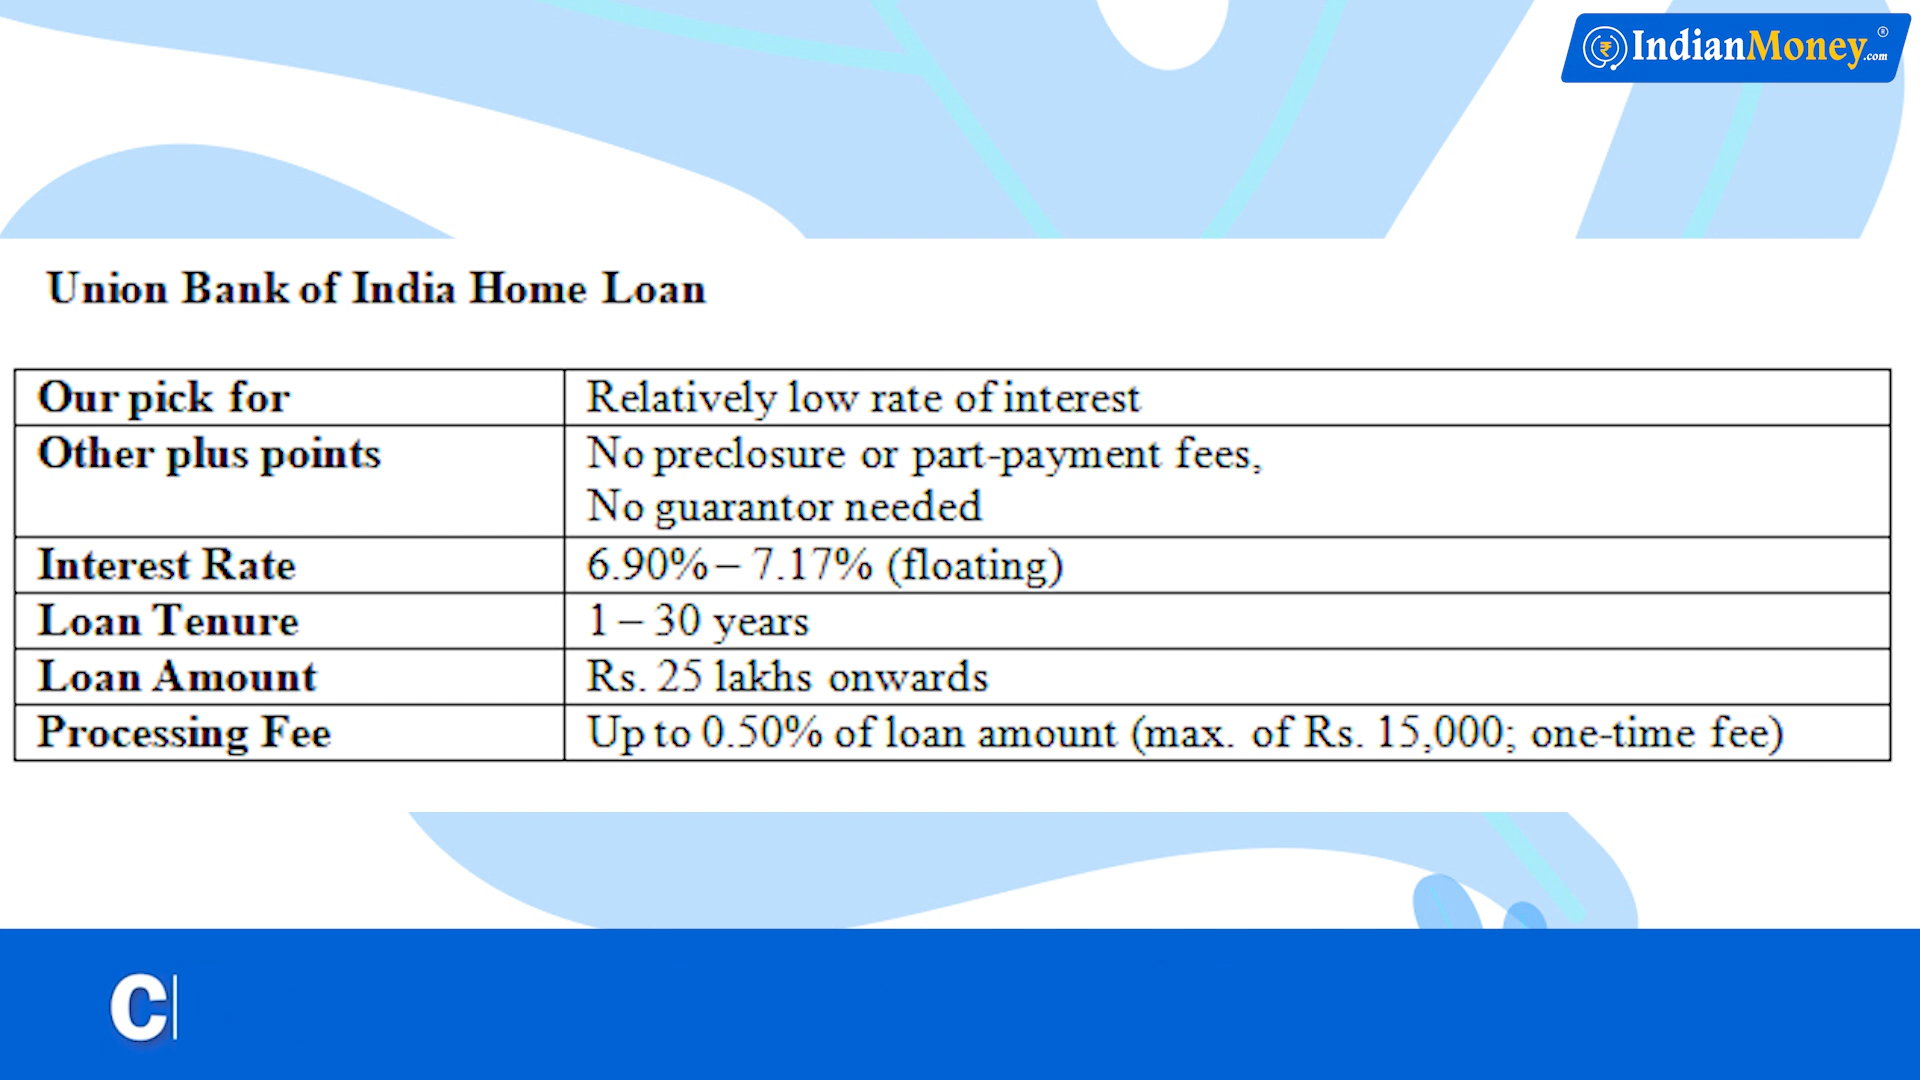 IndianMoney.com ®
Union Bank of India Home Loan
Our pick for Relatively low rate of interest
Other plus points No preclosure or part-payment fees,
No guarantor needed
Interest Rate 6.90% – 7.17% (floating)
Loan Tenure 1 – 30 years
Loan Amount Rs. 25 lakhs onwards
Processing Fee Up to 0.50% of loan amount (max. of Rs. 15,000; one-time fee)
C